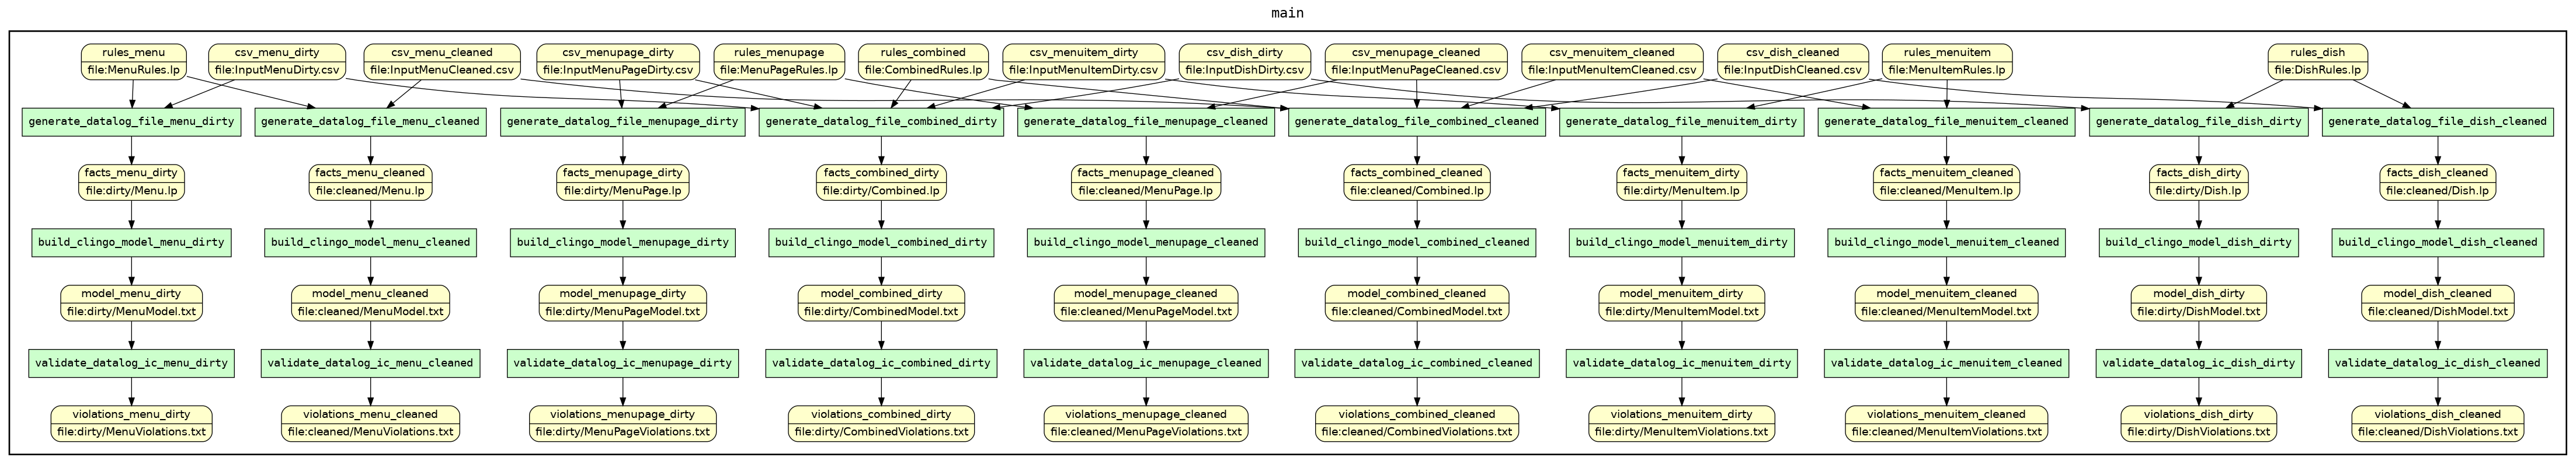 main
rules_menu
file:MenuRules.lp
csv_menu_dirty
file:InputMenuDirty.csv
csv_menu_cleaned
file:InputMenuCleaned.csv
csv_menupage_dirty
file:InputMenuPageDirty.csv
rules_menupage
file:MenuPageRules.lp
rules_combined
file:CombinedRules.lp
csv_menuitem_dirty
file:InputMenuItemDirty.csv
csv_dish_dirty
file:InputDishDirty.csv
csv_menupage_cleaned
file:InputMenuPageCleaned.csv
csv_menuitem_cleaned
file:InputMenuItemCleaned.csv
csv_dish_cleaned
file:InputDishCleaned.csv
rules_menuitem
file:MenuItemRules.lp
rules_dish
file:DishRules.lp
generate_datalog_file_menu_dirty
generate_datalog_file_menu_cleaned
generate_datalog_file_menupage_dirty
generate_datalog_file_combined_dirty
generate_datalog_file_menupage_cleaned
generate_datalog_file_combined_cleaned
generate_datalog_file_menuitem_dirty
generate_datalog_file_menuitem_cleaned
generate_datalog_file_dish_dirty
generate_datalog_file_dish_cleaned
facts_menu_dirty
file:dirty/Menu.lp
facts_menu_cleaned
file:cleaned/Menu.lp
facts_menupage_dirty
file:dirty/MenuPage.lp
facts_combined_dirty
file:dirty/Combined.lp
facts_menupage_cleaned
file:cleaned/MenuPage.lp
facts_combined_cleaned
file:cleaned/Combined.lp
facts_menuitem_dirty
file:dirty/MenuItem.lp
facts_menuitem_cleaned
file:cleaned/MenuItem.lp
facts_dish_dirty
file:dirty/Dish.lp
facts_dish_cleaned
file:cleaned/Dish.lp
build_clingo_model_menu_dirty
build_clingo_model_menu_cleaned
build_clingo_model_menupage_dirty
build_clingo_model_combined_dirty
build_clingo_model_menupage_cleaned
build_clingo_model_combined_cleaned
build_clingo_model_menuitem_dirty
build_clingo_model_menuitem_cleaned
build_clingo_model_dish_dirty
build_clingo_model_dish_cleaned
model_menu_dirty
file:dirty/MenuModel.txt
model_menu_cleaned
file:cleaned/MenuModel.txt
model_menupage_dirty
file:dirty/MenuPageModel.txt
model_combined_dirty
file:dirty/CombinedModel.txt
model_menupage_cleaned
file:cleaned/MenuPageModel.txt
model_combined_cleaned
file:cleaned/CombinedModel.txt
model_menuitem_dirty
file:dirty/MenuItemModel.txt
model_menuitem_cleaned
file:cleaned/MenuItemModel.txt
model_dish_dirty
file:dirty/DishModel.txt
model_dish_cleaned
file:cleaned/DishModel.txt
validate_datalog_ic_menu_dirty
validate_datalog_ic_menu_cleaned
validate_datalog_ic_menupage_dirty
validate_datalog_ic_combined_dirty
validate_datalog_ic_menupage_cleaned
validate_datalog_ic_combined_cleaned
validate_datalog_ic_menuitem_dirty
validate_datalog_ic_menuitem_cleaned
validate_datalog_ic_dish_dirty
validate_datalog_ic_dish_cleaned
violations_menu_dirty
file:dirty/MenuViolations.txt
violations_menu_cleaned
file:cleaned/MenuViolations.txt
violations_menupage_dirty
file:dirty/MenuPageViolations.txt
violations_combined_dirty
file:dirty/CombinedViolations.txt
violations_menupage_cleaned
file:cleaned/MenuPageViolations.txt
violations_combined_cleaned
file:cleaned/CombinedViolations.txt
violations_menuitem_dirty
file:dirty/MenuItemViolations.txt
violations_menuitem_cleaned
file:cleaned/MenuItemViolations.txt
violations_dish_dirty
file:dirty/DishViolations.txt
violations_dish_cleaned
file:cleaned/DishViolations.txt